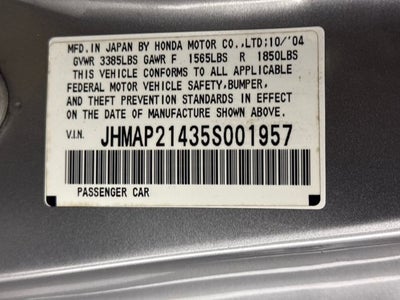 MFD. IN JAPAN BY HONDA MOTOR CO., LTD: 10/'04
GVWR 3385LBS GAWR F 1565LBS R 1850LBS
THIS VEHICLE CONFORMS TO ALL APPLICABLE
FEDERAL MOTOR VEHICLE SAFETY, BUMPER,
AND THEFT PREVENTION STANDARDS IN EFFECT
ON THE DATE OF MANUFACTURE SHOWN ABOVE.
V.I.N. JHMAP21435S001957
PASSENGER CAR